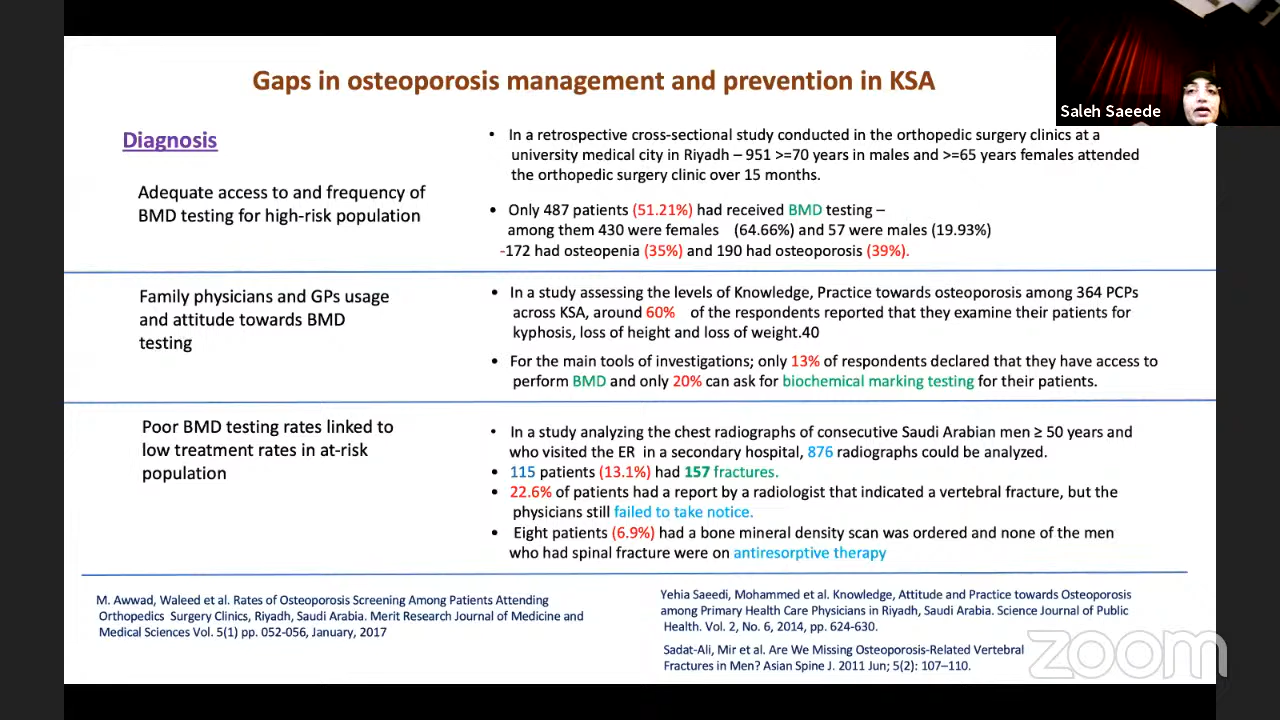 Gaps in osteoporosis management and prevention in KSA
Saleh Saeede
Diagnosis
Adequate access to and frequency of
BMD testing for high-risk population
• In a retrospective cross-sectional study conducted in the orthopedic surgery clinics at a
university medical city in Riyadh – 951 >=70 years in males and >=65 years females attended
the orthopedic surgery clinic over 15 months.
• Only 487 patients (51.21%) had received BMD testing –
among them 430 were females (64.66%) and 57 were males (19.93%)
-172 had osteopenia (35%) and 190 had osteoporosis (39%).
Family physicians and GPs usage
and attitude towards BMD
testing
• In a study assessing the levels of Knowledge, Practice towards osteoporosis among 364 PCPs
across KSA, around 60% of the respondents reported that they examine their patients for
kyphosis, loss of height and loss of weight.40
• For the main tools of investigations; only 13% of respondents declared that they have access to
perform BMD and only 20% can ask for biochemical marking testing for their patients.
Poor BMD testing rates linked to
low treatment rates in at-risk
population
• In a study analyzing the chest radiographs of consecutive Saudi Arabian men ≥ 50 years and
who visited the ER in a secondary hospital, 876 radiographs could be analyzed.
• 115 patients (13.1%) had 157 fractures.
• 22.6% of patients had a report by a radiologist that indicated a vertebral fracture, but the
physicians still failed to take notice.
• Eight patients (6.9%) had a bone mineral density scan was ordered and none of the men
who had spinal fracture were on antiresorptive therapy
M. Awwad, Waleed et al. Rates of Osteoporosis Screening Among Patients Attending
Orthopedics Surgery Clinics, Riyadh, Saudi Arabia. Merit Research Journal of Medicine and
Medical Sciences Vol. 5(1) pp. 052-056, January, 2017
Yehia Saeedi, Mohammed et al. Knowledge, Attitude and Practice towards Osteoporosis
among Primary Health Care Physicians in Riyadh, Saudi Arabia. Science Journal of Public
Health. Vol. 2, No. 6, 2014, pp. 624-630.
Sadat-Ali, Mir et al. Are We Missing Osteoporosis-Related Vertebral
Fractures in Men? Asian Spine J. 2011 Jun; 5(2): 107–110.
zoom